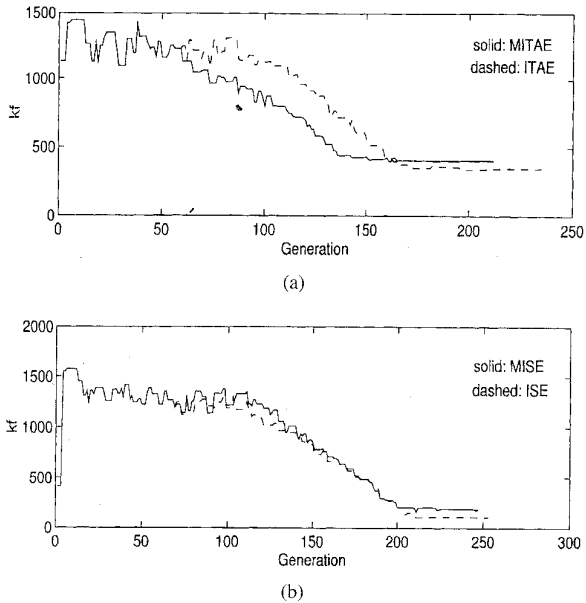 1500
solid: MITAE
dashed: ITAE
1000
kf
500
0
0 50 100 150 200 250
Generation
(a)
2000
solid: MISE
1500
dashed: ISE
1000
kf
500
0
0 50 100 150 200 250 300
Generation
(b)